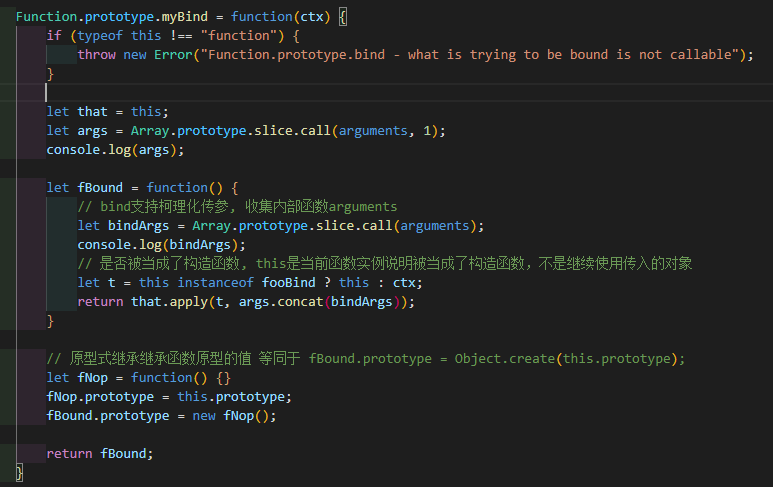 Function.prototype.myBind = function(ctx) {
if (typeof this !== "function") {
throw new Error("Function.prototype.bind - what is trying to be bound is not callable");
}
let that = this;
let args = Array.prototype.slice.call(arguments, 1);
console.log(args);
let fBound = function() {
// bind支持柯理化传参, 收集内部函数arguments
let bindArgs = Array.prototype.slice.call(arguments);
console.log(bindArgs);
// 是否被当成了构造函数, this是当前函数实例说明被当成了构造函数，不是继续使用传入的对象
let t = this instanceof fooBind ? this : ctx;
return that.apply(t, args.concat(bindArgs));
}
// 原型式继承继承函数原型的值 等同于 fBound.prototype = Object.create(this.prototype);
let fNop = function() {}
fNop.prototype = this.prototype;
fBound.prototype = new fNop();
return fBound;
}